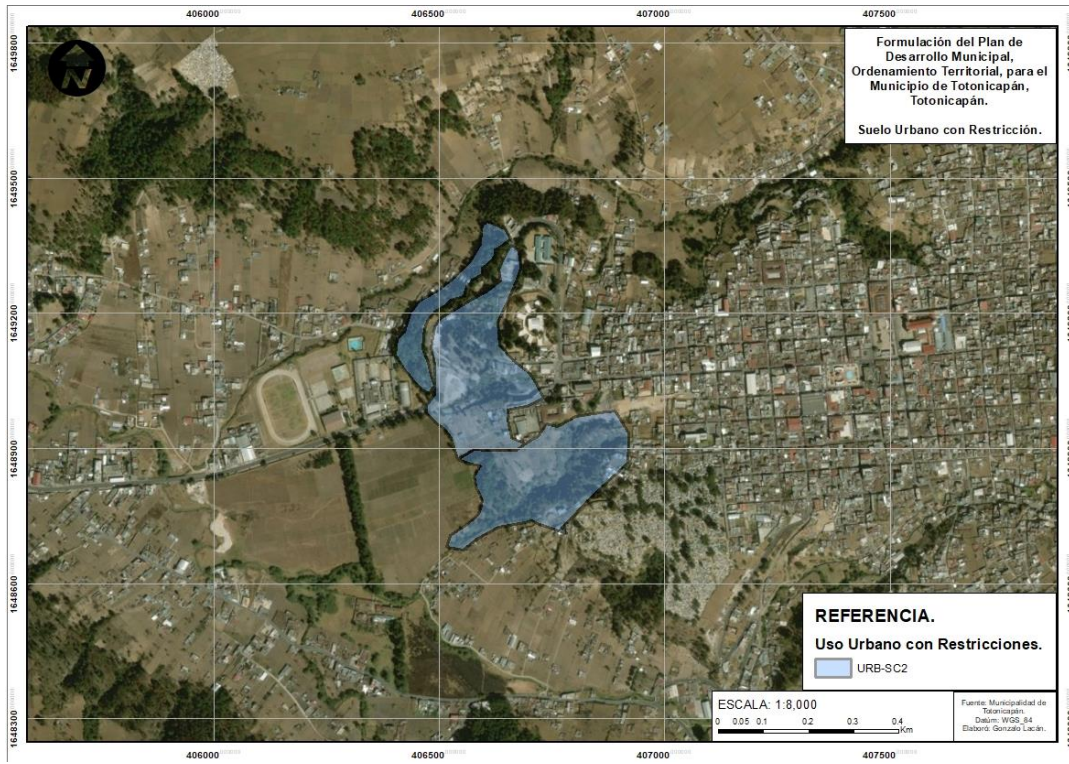 406000
406500
407000
407500
1649800
1649500
1649200
1648900
1648600
1648300
N
Formulación del Plan de
Desarrollo Municipal,
Ordenamiento Territorial, para el
Municipio de Totonicapán,
Totonicapán.
Suelo Urbano con Restricción.
REFERENCIA.
Uso Urbano con Restricciones.
URB-SC2
ESCALA: 1:8,000
0 0.05 0.1 0.2 0.3 0.4
Km
Fuente: Municipalidad de
Totonicapán.
Datúm: WGS_84
Elaboró: Gonzalo Lacán.
406000
406500
407000
407500